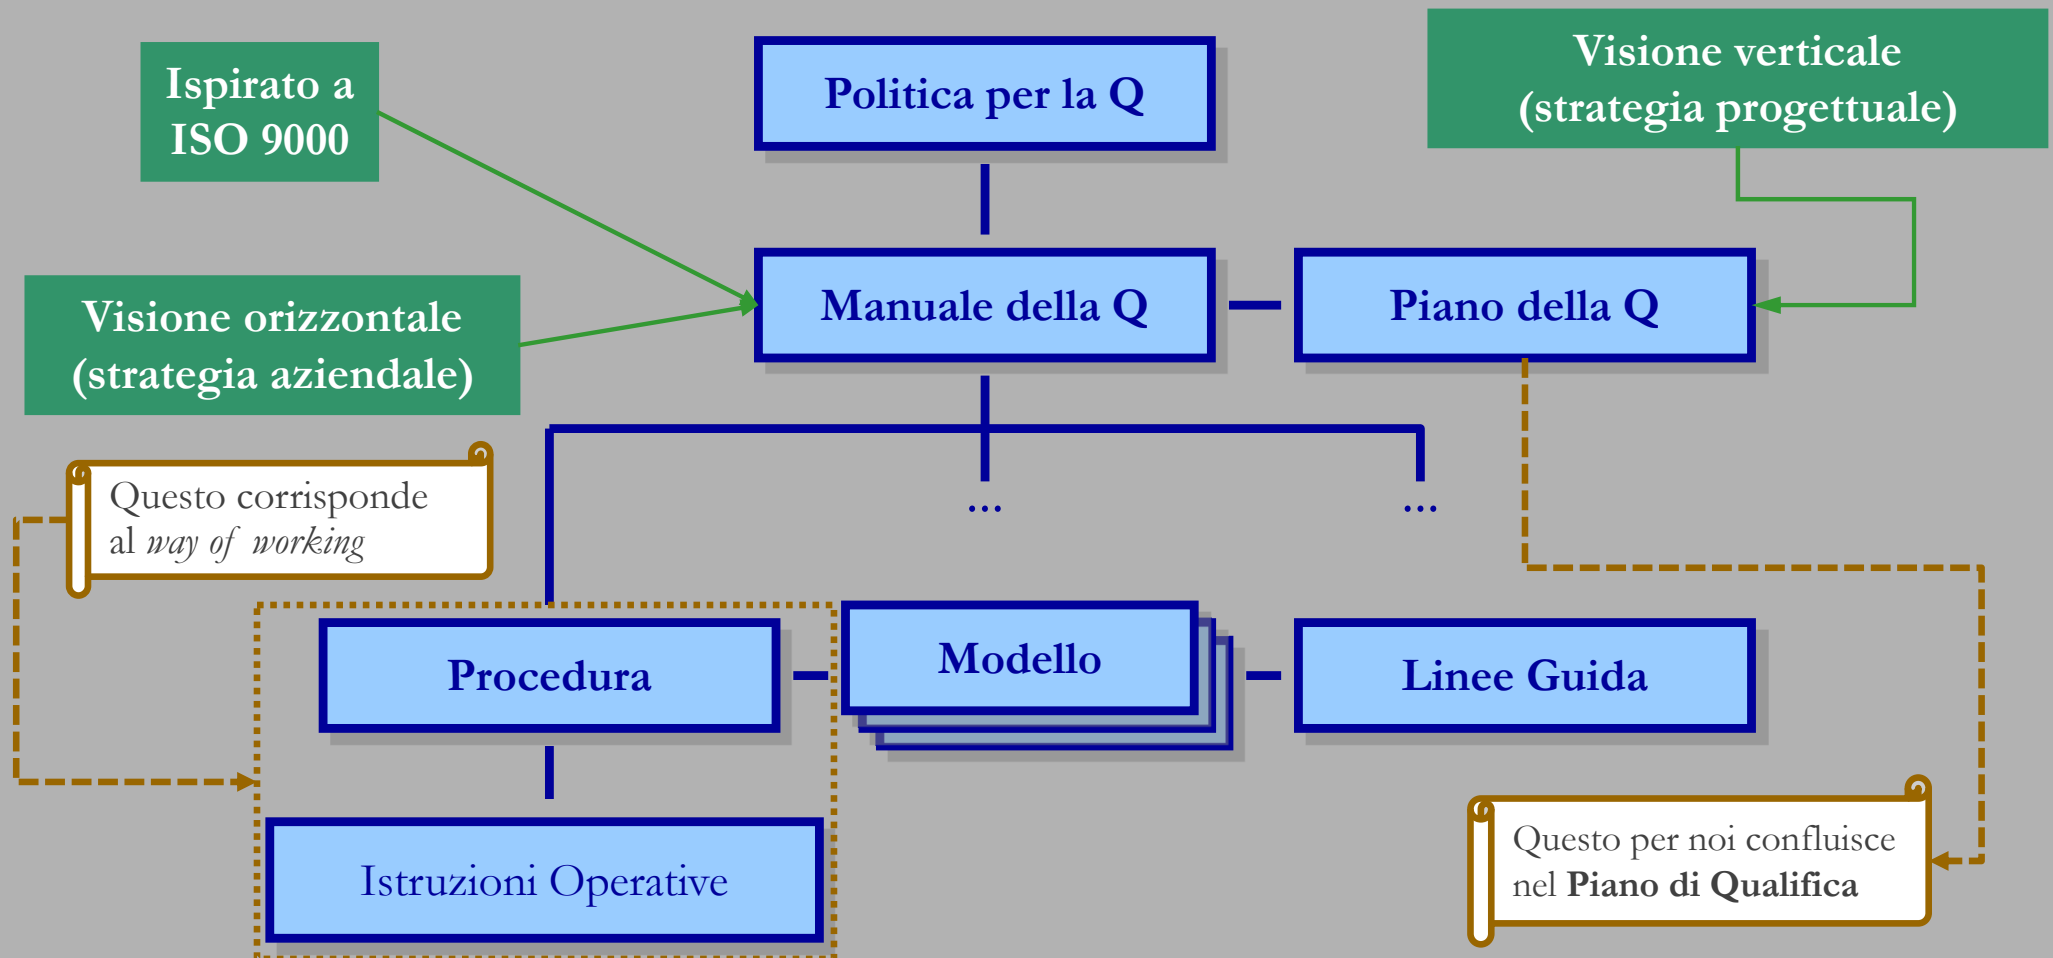 Ispirato a
ISO 9000
Politica per la Q
Visione verticale
(strategia progettuale)
Visione orizzontale
(strategia aziendale)
Manuale della Q
Piano della Q
Questo corrisponde
al way of working
...
...
Procedura
Modello
Linee Guida
Istruzioni Operative
Questo per noi confluisce
nel Piano di Qualifica